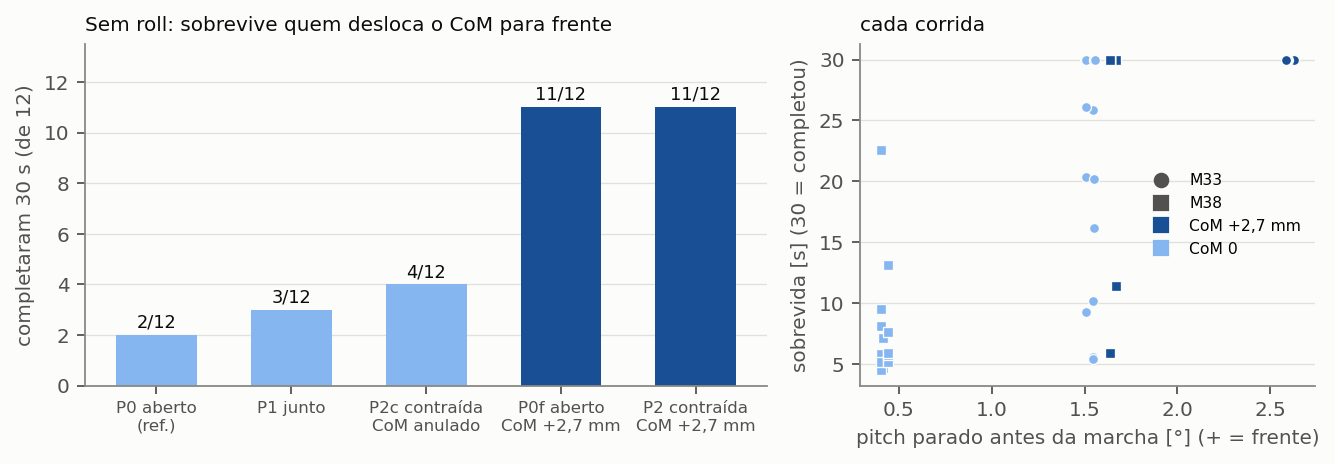 Sem roll: sobrevive quem desloca o CoM para frente
completaram 30 s (de 12)
12
10
8
6
4
2
0
2/12
3/12
4/12
11/12
11/12
P0 aberto
(ref.)
P1 junto
P2c contraída
CoM anulado
P0f aberto
CoM +2,7 mm
P2 contraída
CoM +2,7 mm
cada corrida
sobrevida [s] (30 = completou)
30
25
20
15
10
5
M33
M38
CoM +2,7 mm
CoM 0
0.5
1.0
1.5
2.0
2.5
pitch parado antes da marcha [°] (+ = frente)